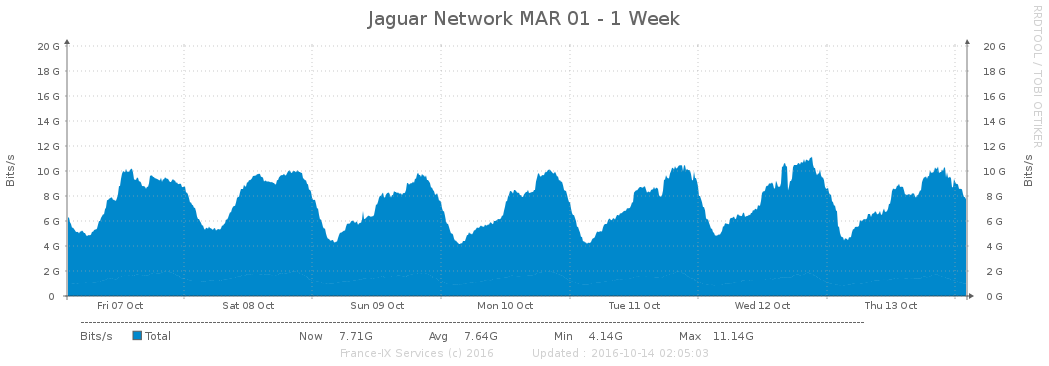 Jaguar Network MAR 01 - 1 Week
RRDTOOL / TOBI OETIKER
20 G 20 G
18 G 18 G
16 G 16 G
14 G 14 G
12 G 12 G
10 G 10 G
8 G 8 G
6 G 6 G
4 G 4 G
2 G 2 G
0 0 G
Bits/s
Bits/s
Fri 07 Oct Sat 08 Oct Sun 09 Oct Mon 10 Oct Tue 11 Oct Wed 12 Oct Thu 13 Oct
Bits/s Total Now 7.71G Avg 7.64G Min 4.14G Max 11.14G
France-IX Services (c) 2016 Updated : 2016-10-14 02:05:03